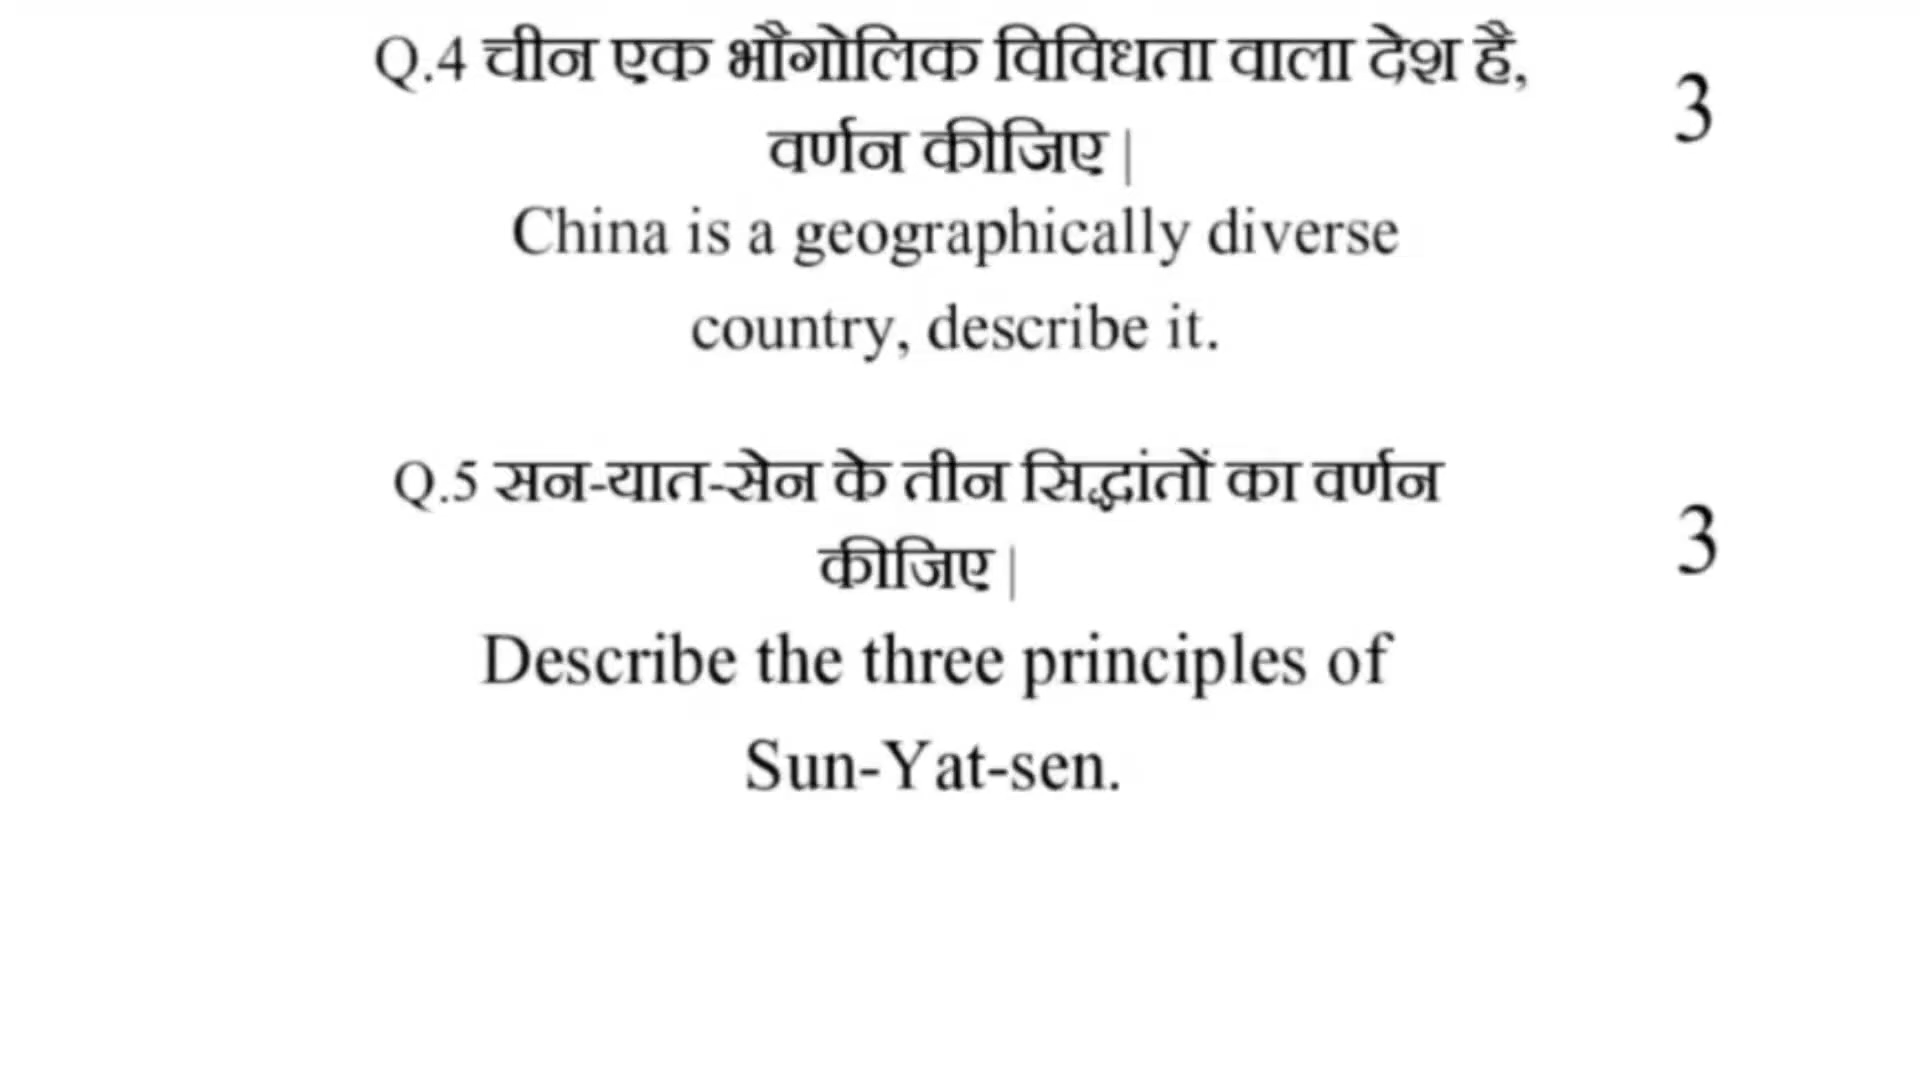 Q.4 चीन एक भौगोलिक विविधता वाला देश है, 3
वर्णन कीजिए |
China is a geographically diverse
country, describe it.
Q.5 सन-यात-सेन के तीन सिद्धांतों का वर्णन
कीजिए | 3
Describe the three principles of
Sun-Yat-sen.